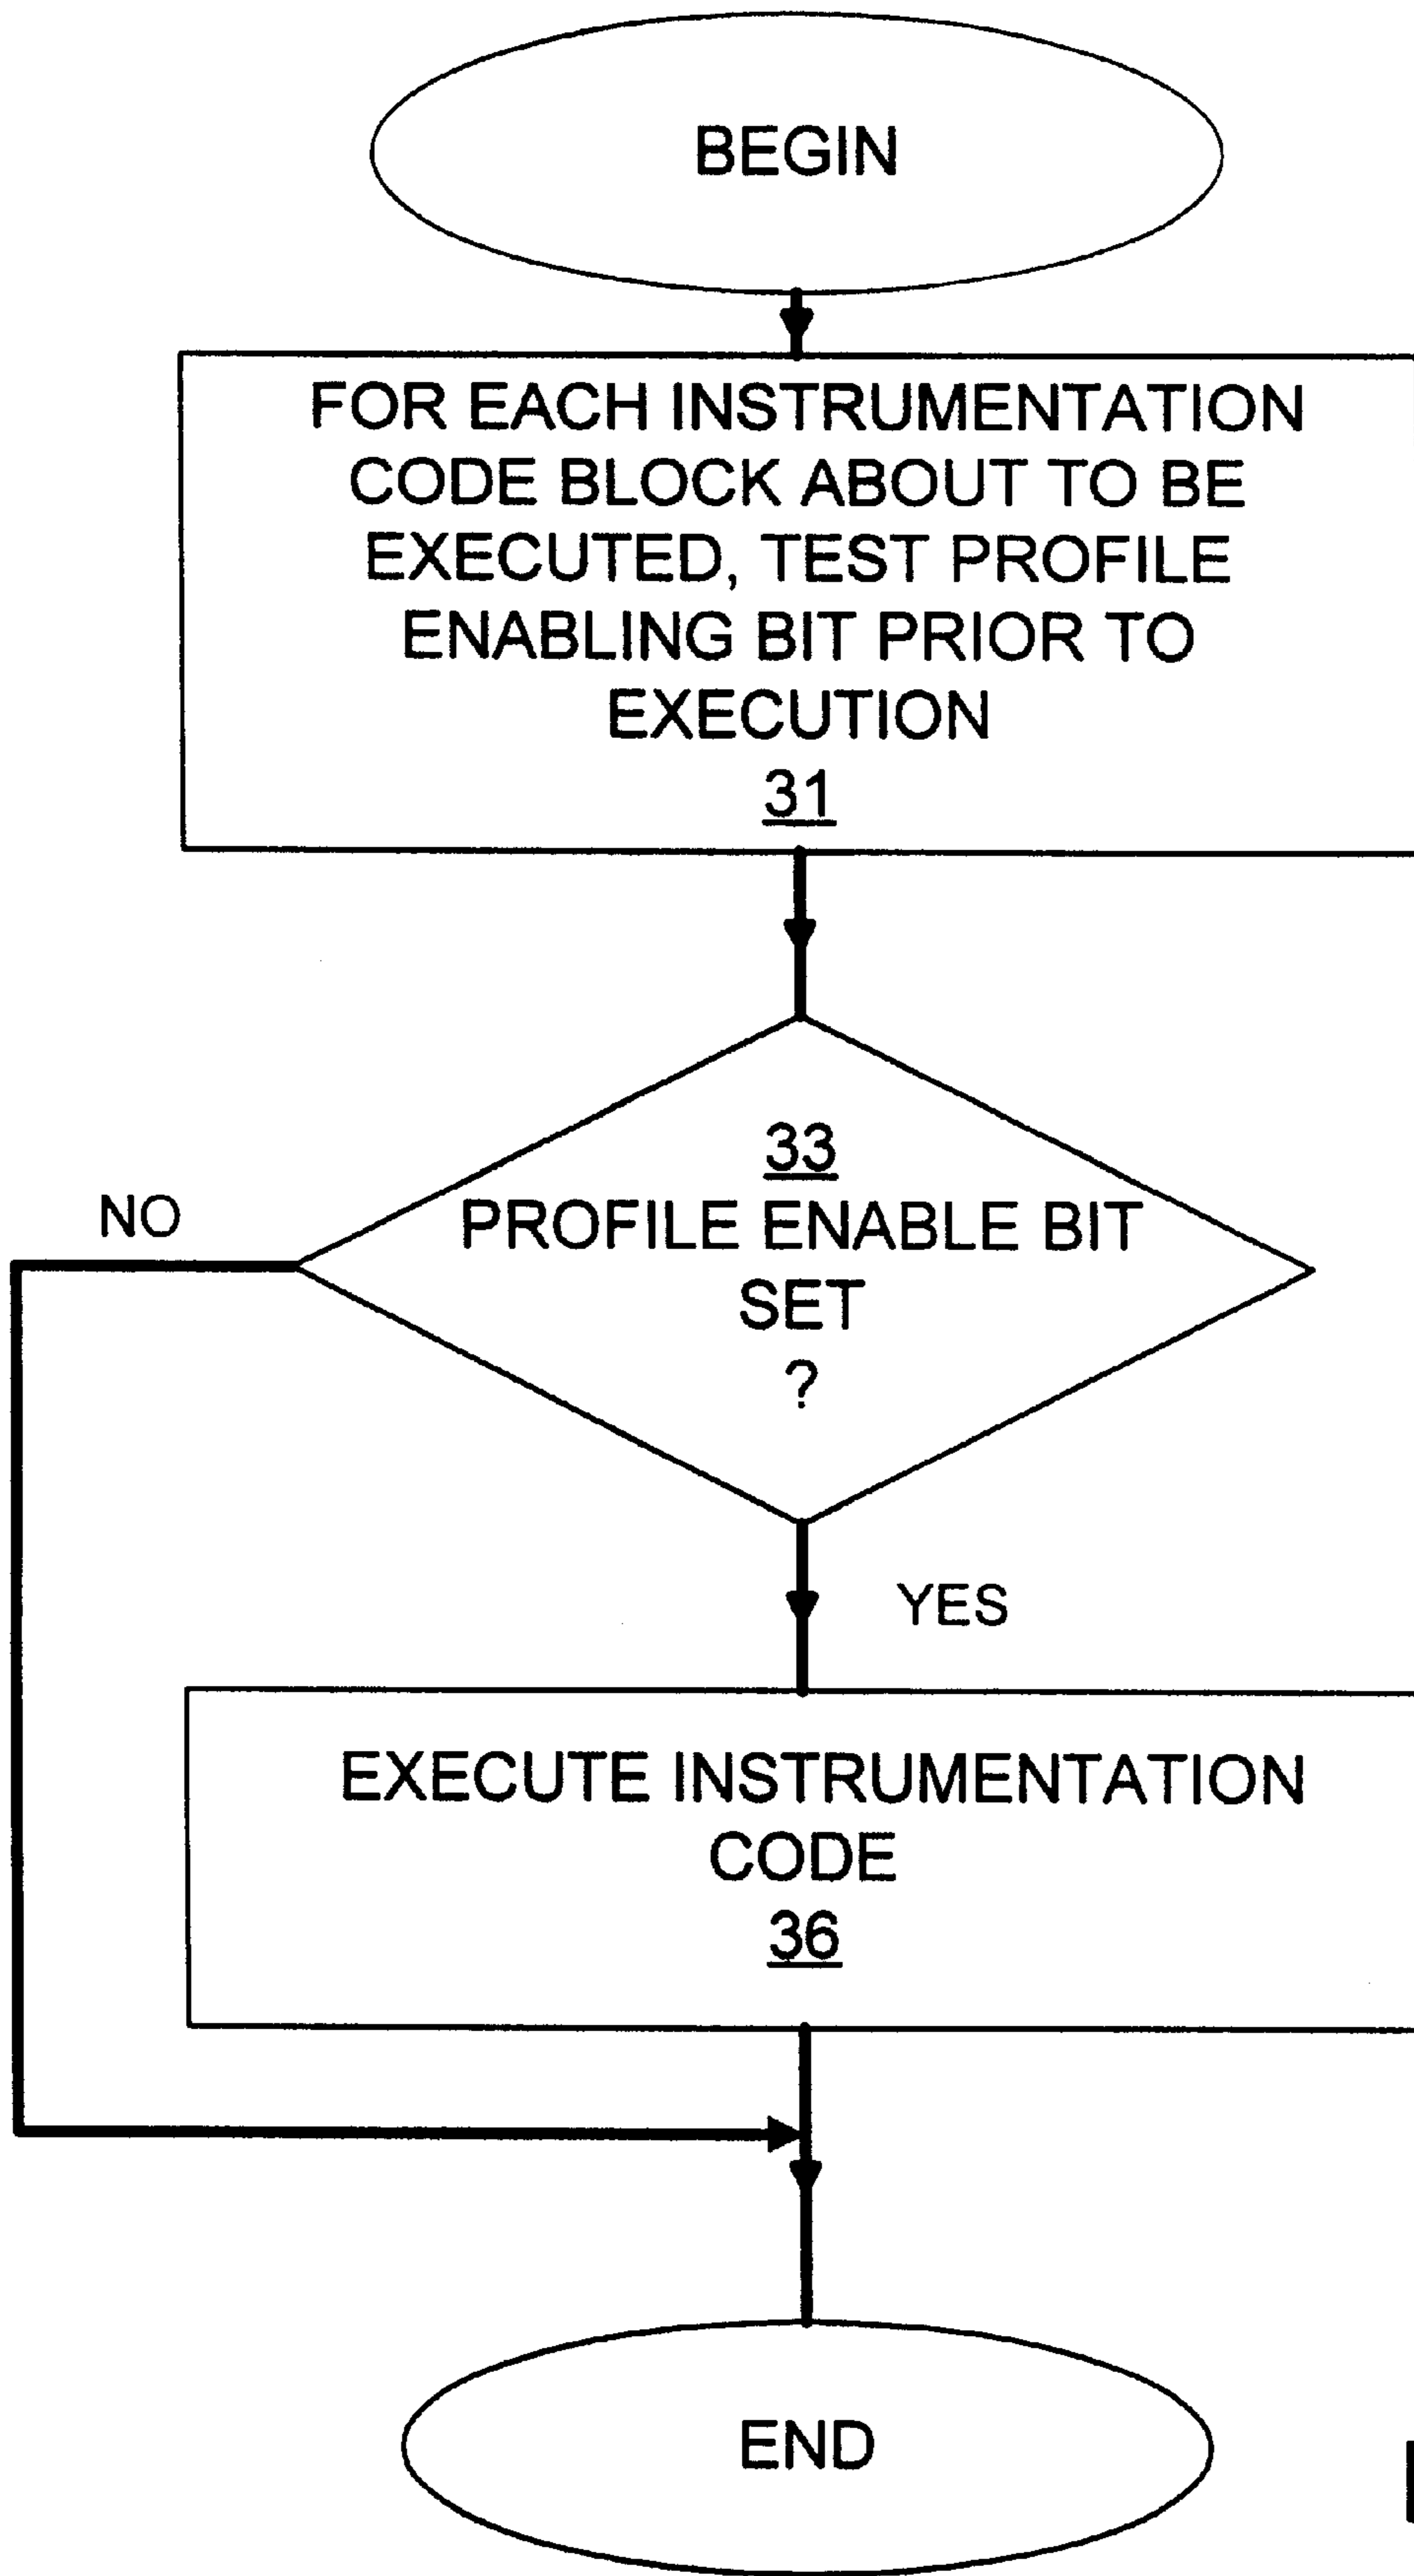 BEGIN
FOR EACH INSTRUMENTATION
CODE BLOCK ABOUT TO BE
EXECUTED, TEST PROFILE
ENABLING BIT PRIOR TO
EXECUTION
31
33
PROFILE ENABLE BIT
SET
?
NO
YES
EXECUTE INSTRUMENTATION
CODE
36
END